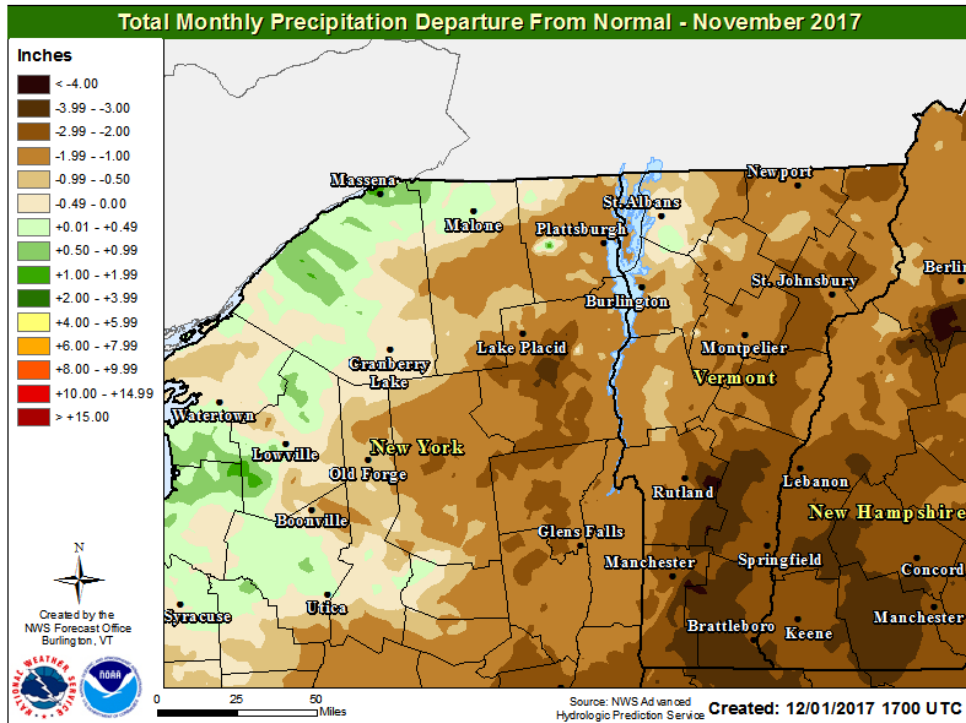 Total Monthly Precipitation Departure From Normal - November 2017
Inches
< -4.00
-3.99 - -3.00
-2.99 - -2.00
-1.99 - -1.00
-0.99 - -0.50
-0.49 - 0.00
+0.01 - +0.49
+0.50 - +0.99
+1.00 - +1.99
+2.00 - +3.99
+4.00 - +5.99
+6.00 - +7.99
+8.00 - +9.99
+10.00 - +14.99
> +15.00
Massena
Malone
Plattsburgh
St. Albans
Newport
Burlington
St. Johnsbury
Berlin
Lake Placid
Montpelier
Granberry
Lake
Vermont
Watertown
Lowville
New York
Old Forge
Rutland
Lebanon
Boonville
New Hampshire
Glens Falls
Manchester
Springfield
Concord
Syracuse
Utica
Brattleboro
Keene
Manchester
N
Created by the
NWS Forecast Office
Burlington, VT
NATIONAL WEATHER SERVICE
NOAA
0 25 50
Miles
Source: NWS Advanced
Hydrologic Prediction Service
Created: 12/01/2017 1700 UTC